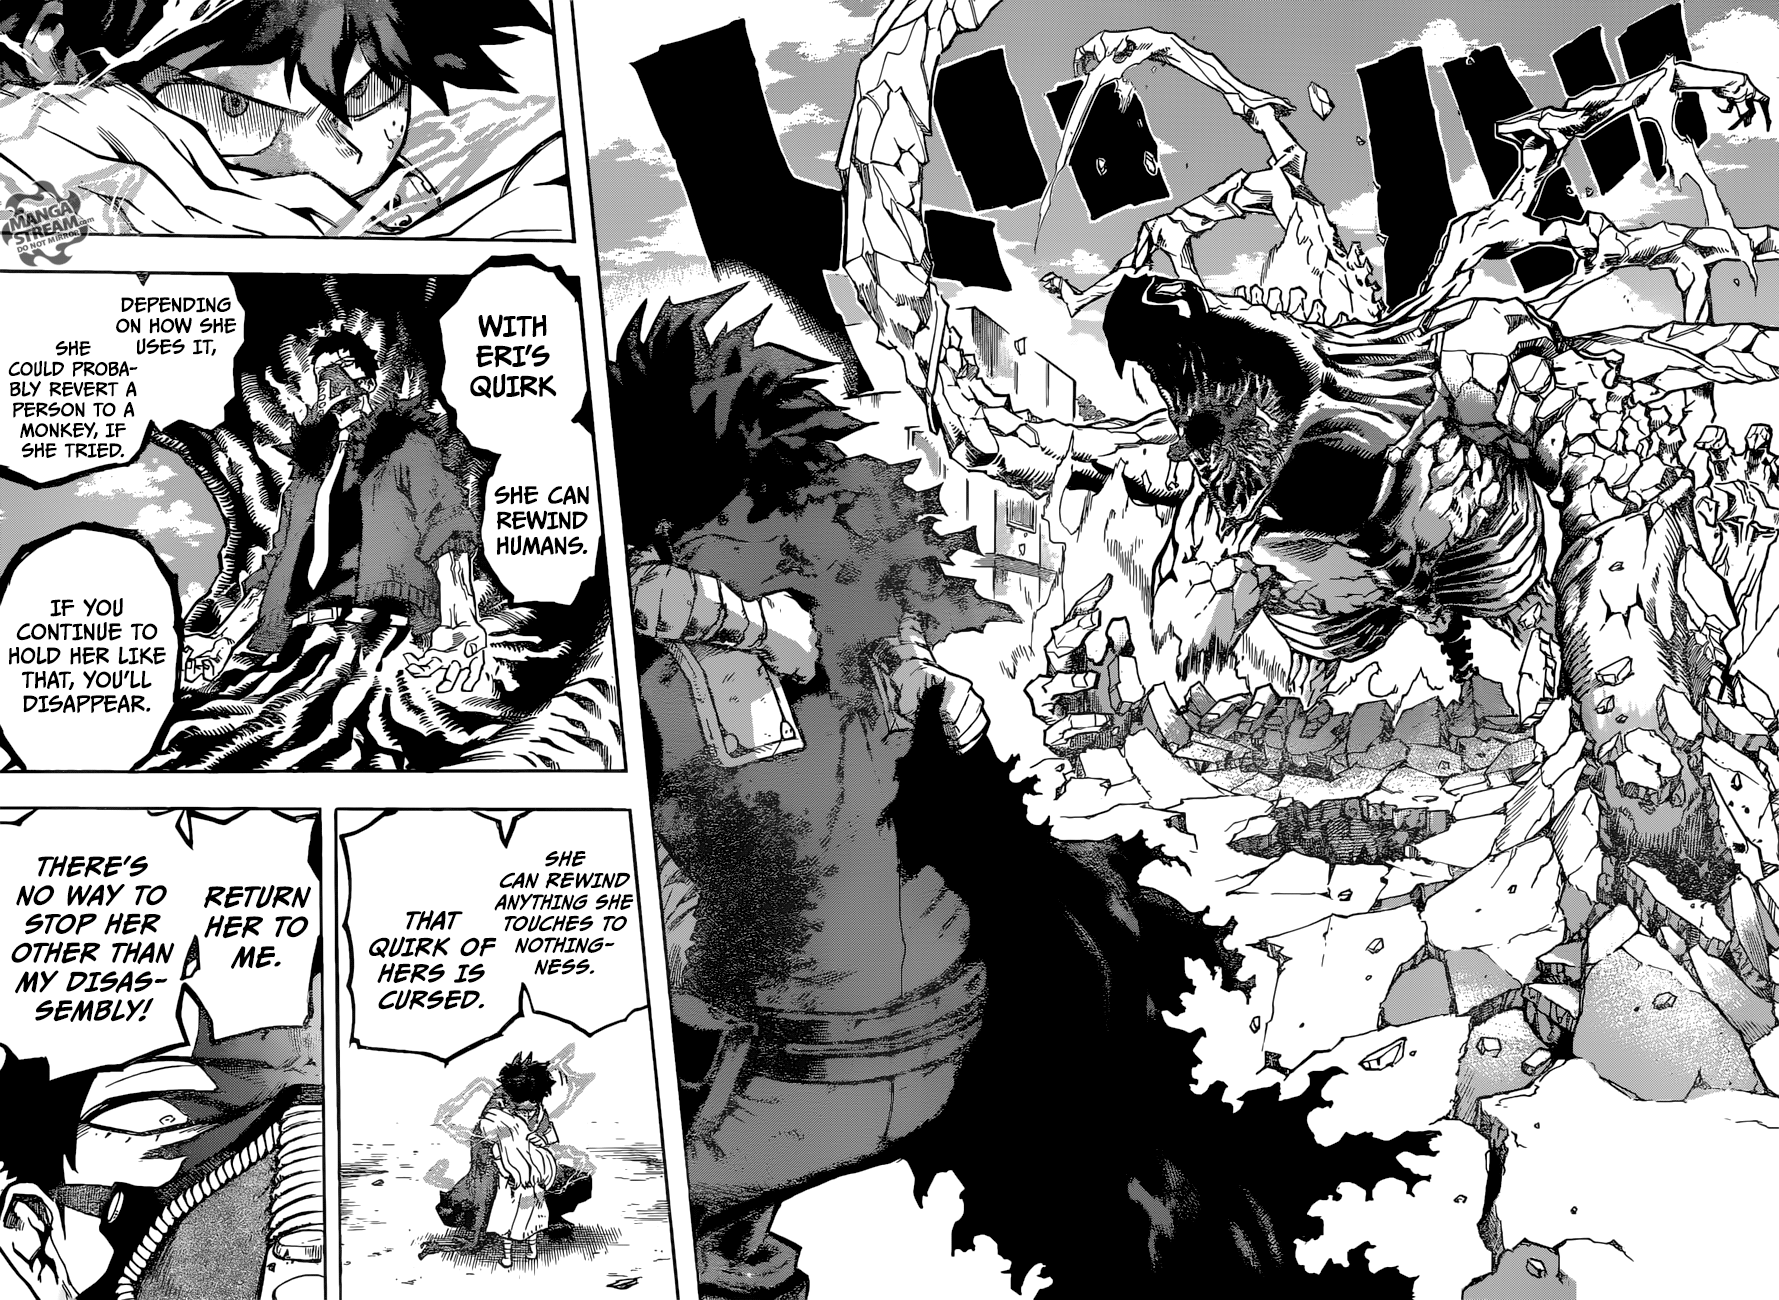 WITH
ERI'S
QUIRK
SHE CAN
REWIND
HUMANS.
DEPENDING
ON HOW SHE
USES IT,
SHE
COULD PROBA-
BLY REVERT A
PERSON TO A
MONKEY, IF
SHE TRIED.
IF YOU
CONTINUE TO
HOLD HER LIKE
THAT, YOU'LL
DISAPPEAR.
SHE
CAN REWIND
ANYTHING SHE
TOUCHES TO
NOTHING-
NESS.
THAT
QUIRK OF
HERS IS
CURSED.
RETURN
HER TO
ME.
THERE'S
NO WAY TO
STOP HER
OTHER THAN
MY DISAS-
SEMBLY!
MANGA
STREAM.com
DO NOT MIRROR